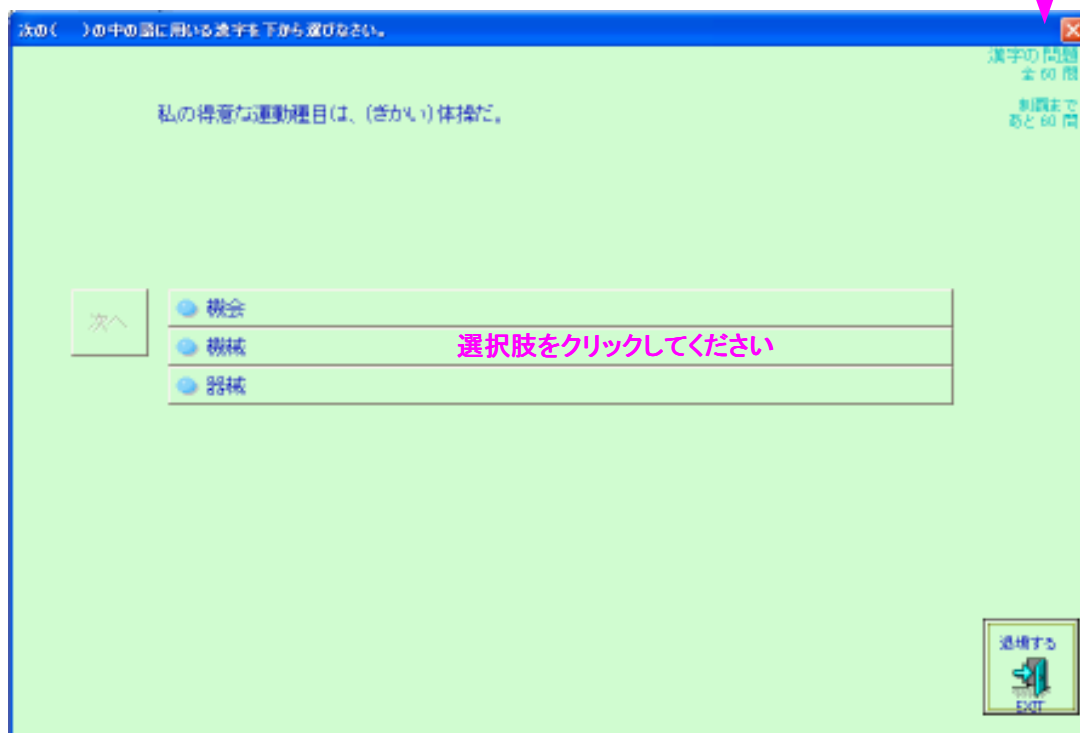 次の(　)の中の語に用いる漢字を下から選びなさい。
漢字の問題
全 60 問
制覇まで
あと 60 問
私の得意な運動種目は、(きかい)体操だ。
次へ
機会
機械
選択肢をクリックしてください
器械
退場する
EXIT